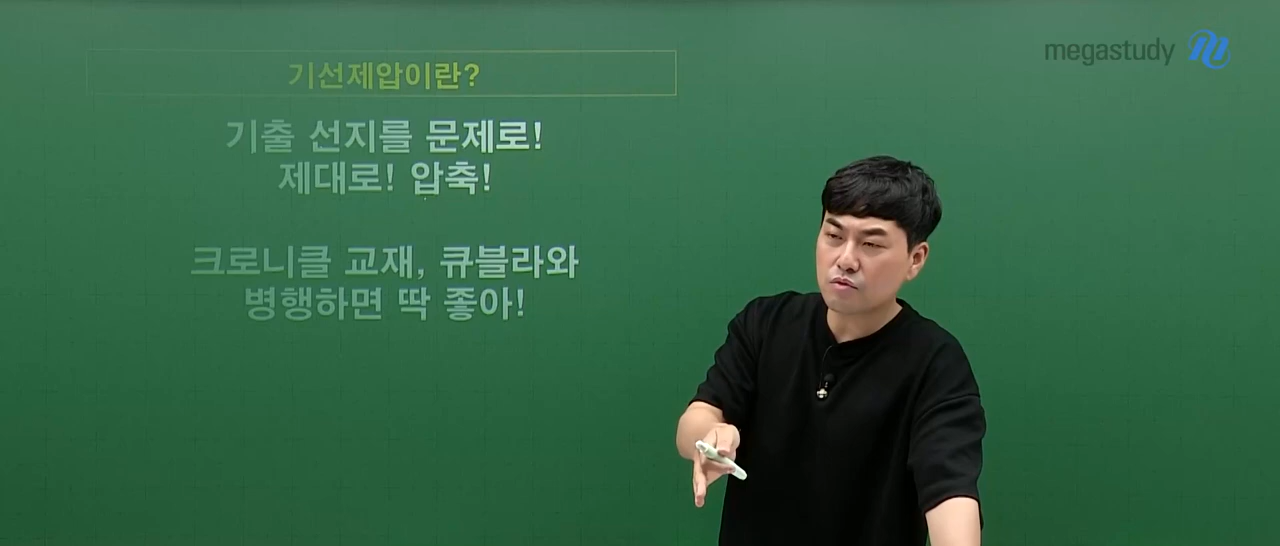 megastudy
기선제압이란?
기출 선지를 문제로!
제대로! 압축!
크로니클 교재, 큐블라와
병행하면 딱 좋아!